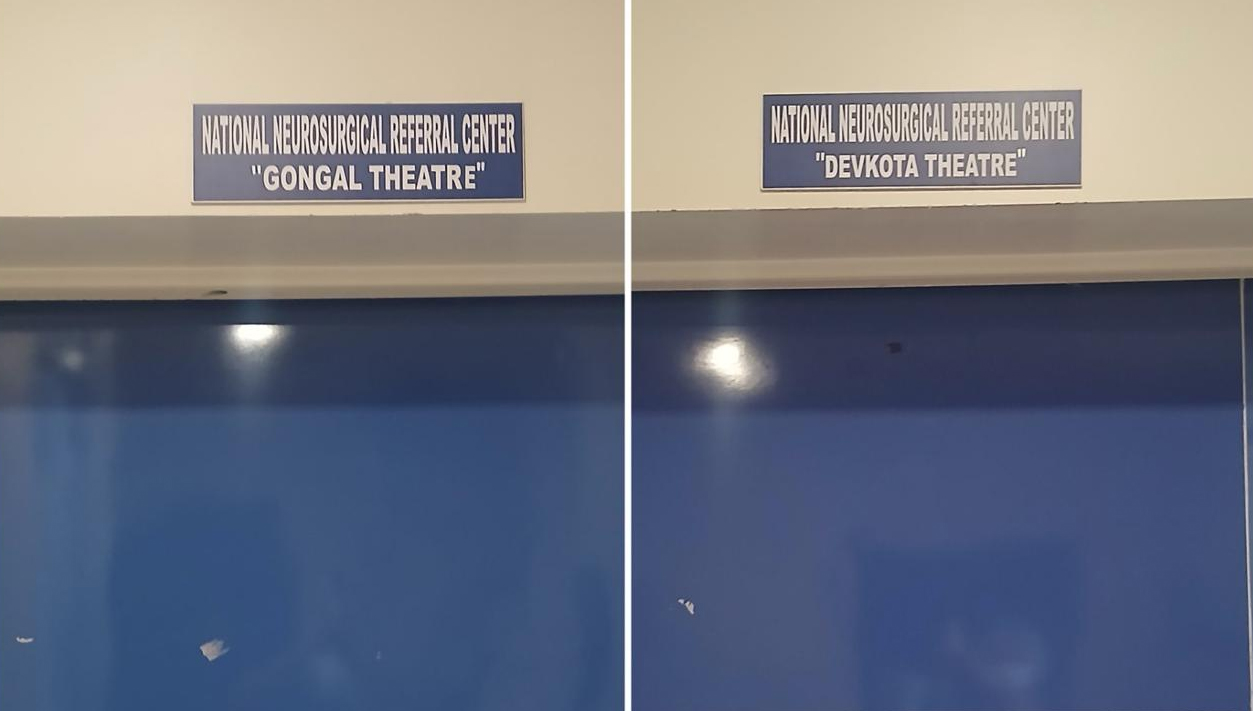 NATIONAL NEUROSURGICAL REFERRAL CENTER
"GONGAL THEATRE"
NATIONAL NEUROSURGICAL REFERRAL CENTER
"DEVKOTA THEATRE"